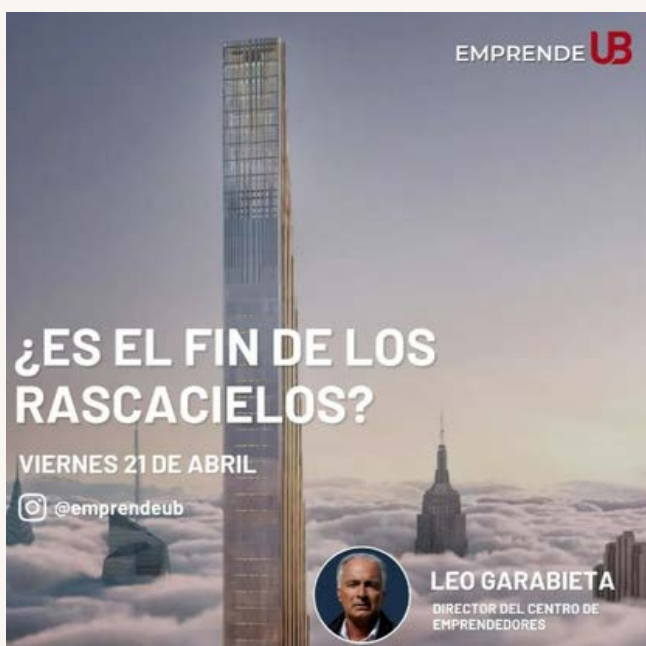 EMPRENDE UB
¿ES EL FIN DE LOS
RASCACIELOS?
VIERNES 21 DE ABRIL
@emprendeub
LEO GARABIETA
DIRECTOR DEL CENTRO DE
EMPRENDEDORES